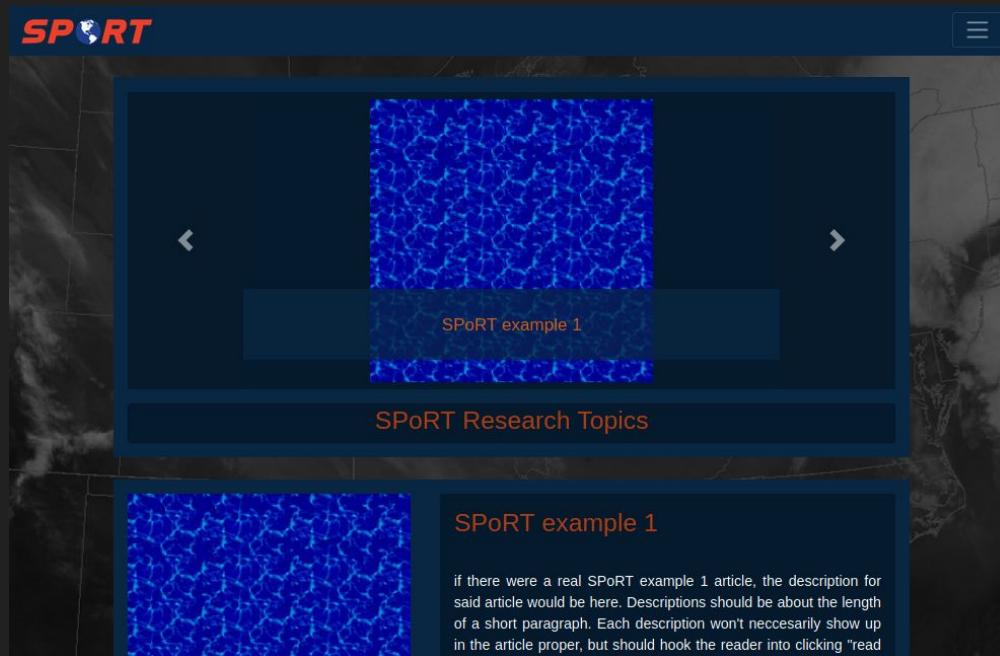 SPORT
SPoRT example 1
SPoRT Research Topics
SPoRT example 1
if there were a real SPoRT example 1 article, the description for
said article would be here. Descriptions should be about the length
of a short paragraph. Each description won't neccesarily show up
in the article proper, but should hook the reader into clicking "read